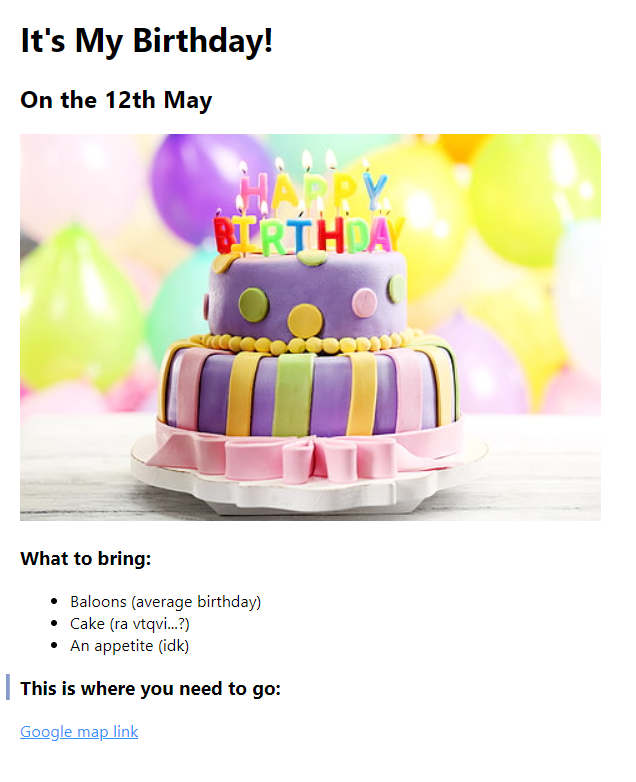 It's My Birthday!
On the 12th May
HAPPY
BIRTHDAY
What to bring:
Baloons (average birthday)
Cake (ra vtqvi...?)
An appetite (idk)
This is where you need to go:
Google map link